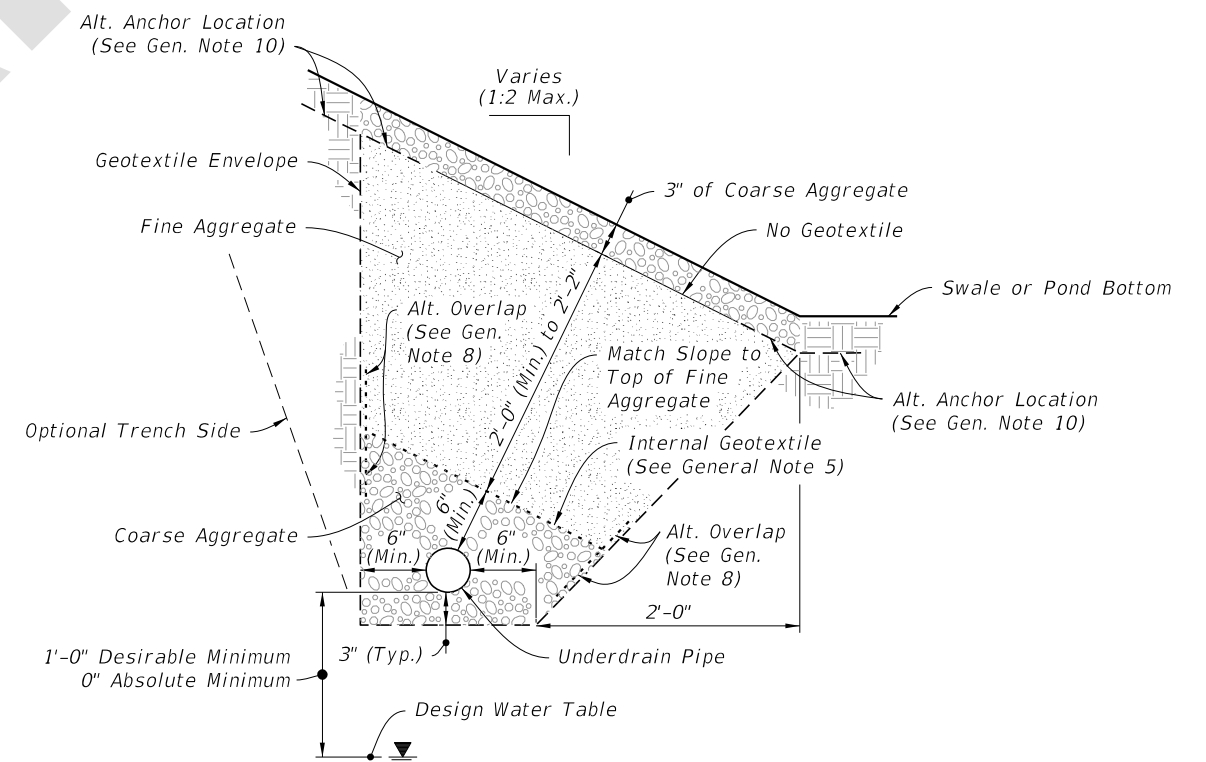 Alt. Anchor Location
(See Gen. Note 10)
Varies
(1:2 Max.)
Geotextile Envelope
3" of Coarse Aggregate
Fine Aggregate
No Geotextile
Swale or Pond Bottom
Alt. Overlap
(See Gen.
Note 8)
2'-0" (Min.) to 2'-2"
Match Slope to
Top of Fine
Aggregate
Alt. Anchor Location
(See Gen. Note 10)
Optional Trench Side
Internal Geotextile
(See General Note 5)
Coarse Aggregate
6"
(Min.)
6"
(Min.)
6"
(Min.)
Alt. Overlap
(See Gen.
Note 8)
2'-0"
3" (Typ.)
1'-0" Desirable Minimum
0" Absolute Minimum
Underdrain Pipe
Design Water Table